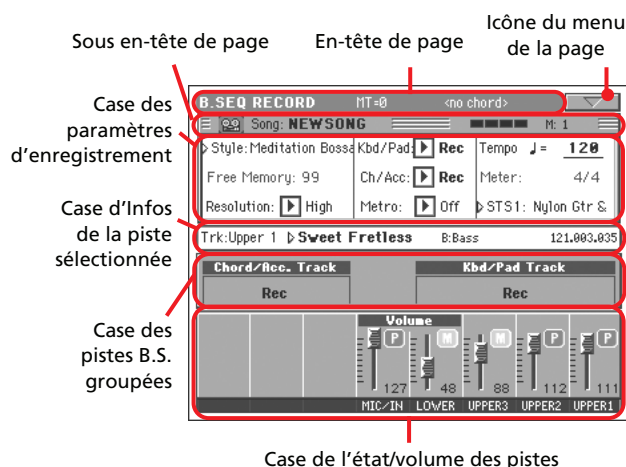 Sous en-tête de page
En-tête de page
Icône du menu
de la page
Case des
paramètres
d'enregistrement
Case d'Infos
de la piste
sélectionnée
Case des
pistes B.S.
groupées
B.SEQ RECORD MT=0 <no chord>
Song: NEWSONG M: 1
Style: Meditation Bossa Kbd/Pad: Rec Tempo ♩= 120
Free Memory: 99 Ch/Acc: Rec Meter: 4/4
Resolution: High Metro: Off STS1: Nylon Gtr &
Trk:Upper 1 Sweet Fretless B:Bass 121.003.035
Chord/Acc. Track Kbd/Pad Track
Rec Rec
Volume
P M M P P
127 48 88 112 111
MIC/IN LOWER UPPER3 UPPER2 UPPER1
Case de l'état/volume des pistes